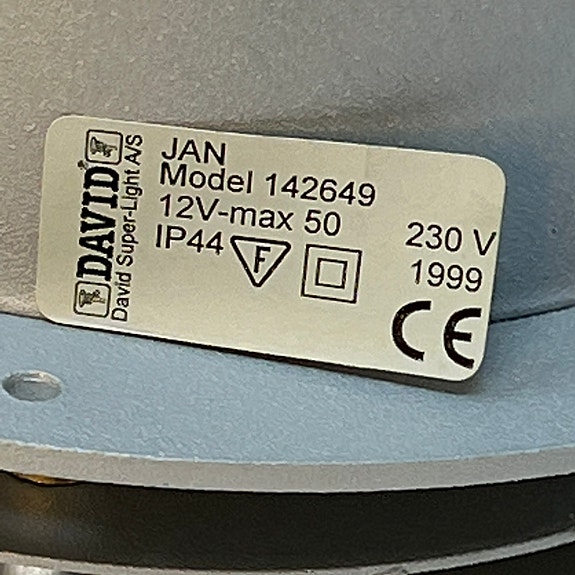 DAVID®
David Super-Light A/S
JAN
Model 142649
12V-max 50
230 V
IP44 F
1999
CE